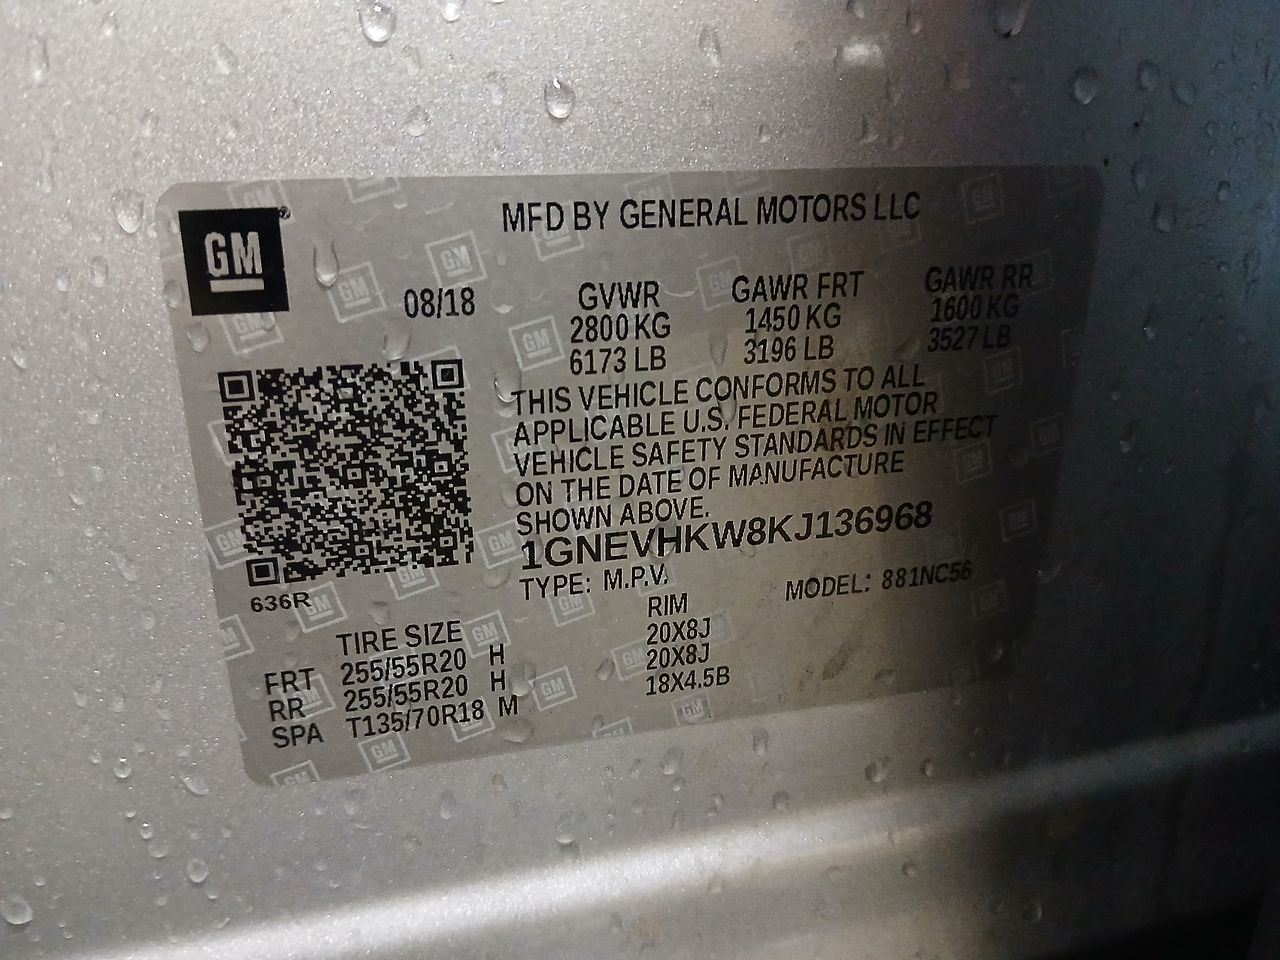 GM
MFD BY GENERAL MOTORS LLC
08/18
GVWR GAWR FRT GAWR RR
2800 KG 1450 KG 1600 KG
6173 LB 3196 LB 3527 LB
THIS VEHICLE CONFORMS TO ALL
APPLICABLE U.S. FEDERAL MOTOR
VEHICLE SAFETY STANDARDS IN EFFECT
ON THE DATE OF MANUFACTURE
SHOWN ABOVE.
1GNEVHKW8KJ136968
TYPE: M.P.V. MODEL: 881NC56
636R
TIRE SIZE RIM
FRT 255/55R20 H 20X8J
RR 255/55R20 H 20X8J
SPA T135/70R18 M 18X4.5B